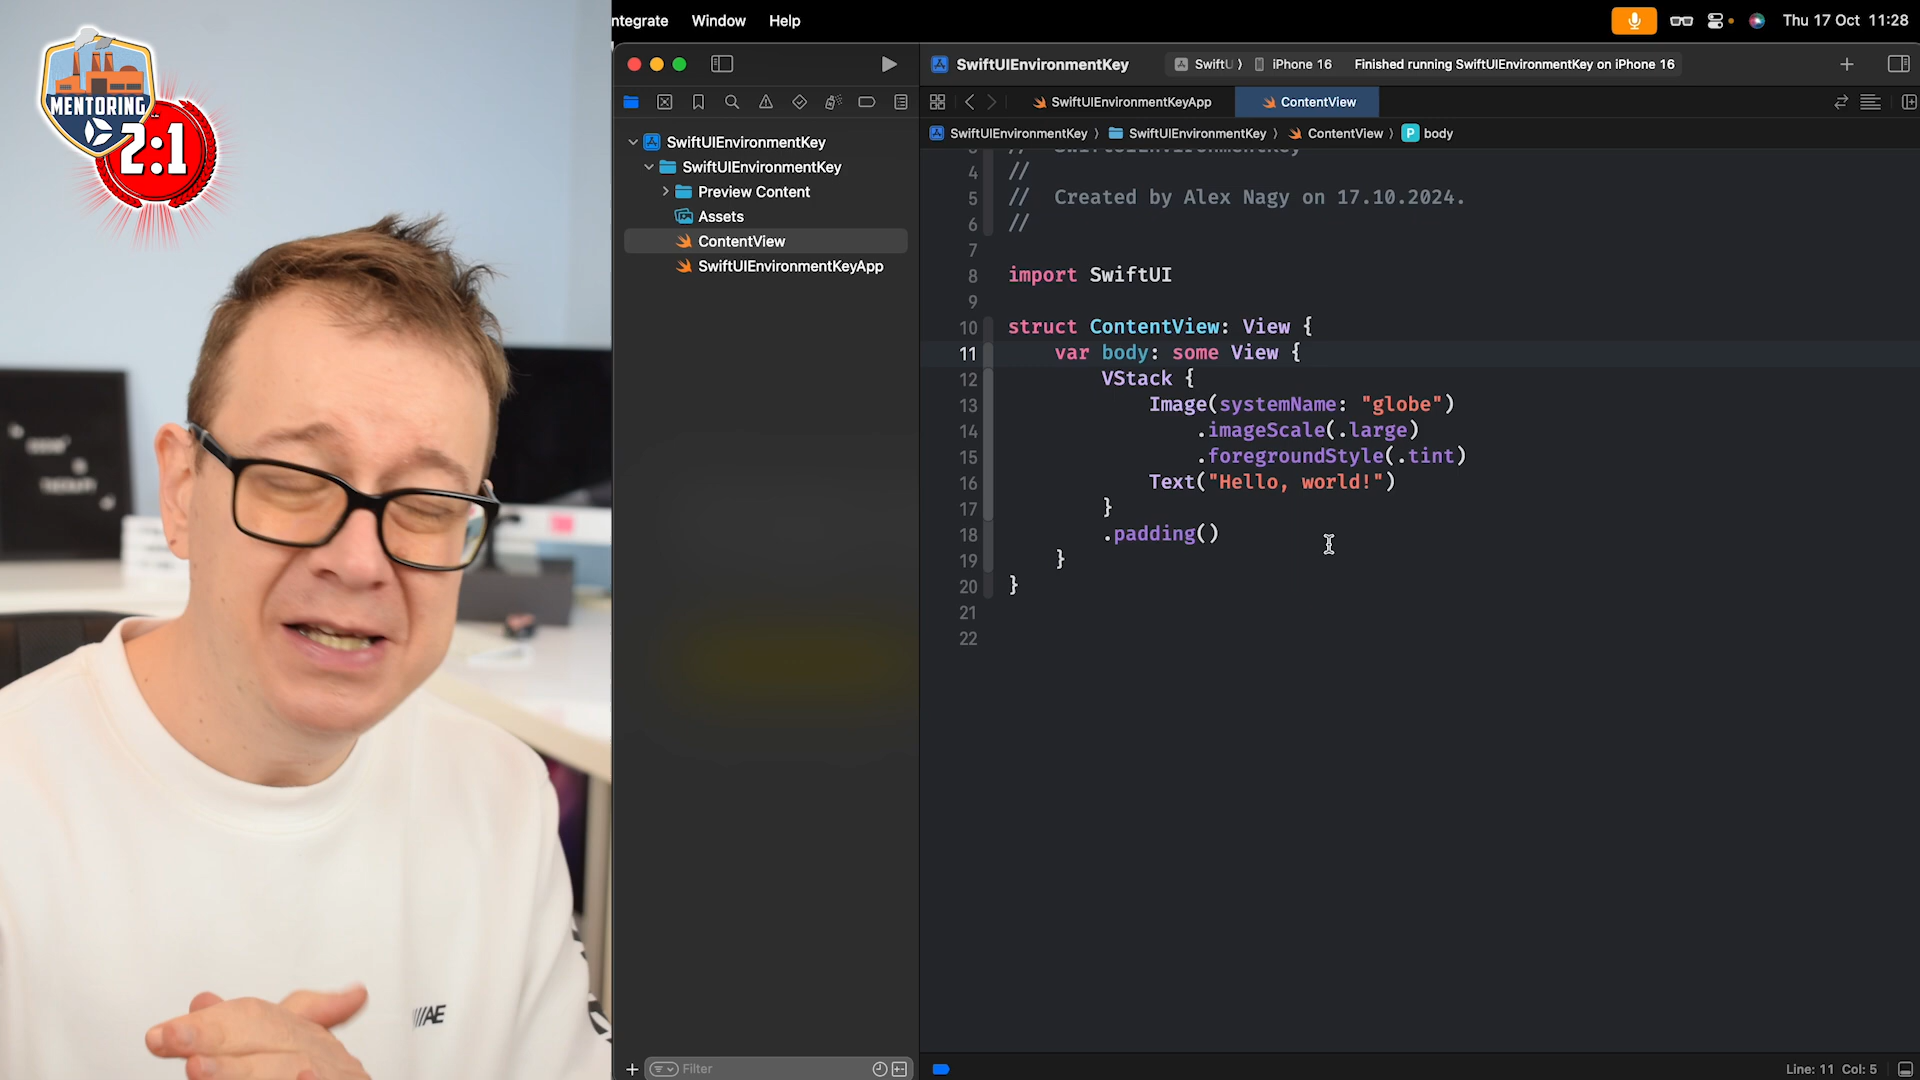 MENTORING
2:1
///AE
ntegrate Window Help
Thu 17 Oct 11:28
SwiftUIEnvironmentKey
SwiftU
iPhone 16
Finished running SwiftUIEnvironmentKey on iPhone 16
SwiftUIEnvironmentKeyApp
ContentView
SwiftUIEnvironmentKey
SwiftUIEnvironmentKey
ContentView
P body
SwiftUIEnvironmentKey
SwiftUIEnvironmentKey
Preview Content
Assets
ContentView
SwiftUIEnvironmentKeyApp
Filter
// SwiftUIEnvironmentKey
4 //
5 // Created by Alex Nagy on 17.10.2024.
6 //
7
8 import SwiftUI
9
10 struct ContentView: View {
11 var body: some View {
12 VStack {
13 Image(systemName: "globe")
14 .imageScale(.large)
15 .foregroundStyle(.tint)
16 Text("Hello, world!")
17 }
18 .padding()
19 }
20 }
21
22
Line: 11 Col: 5